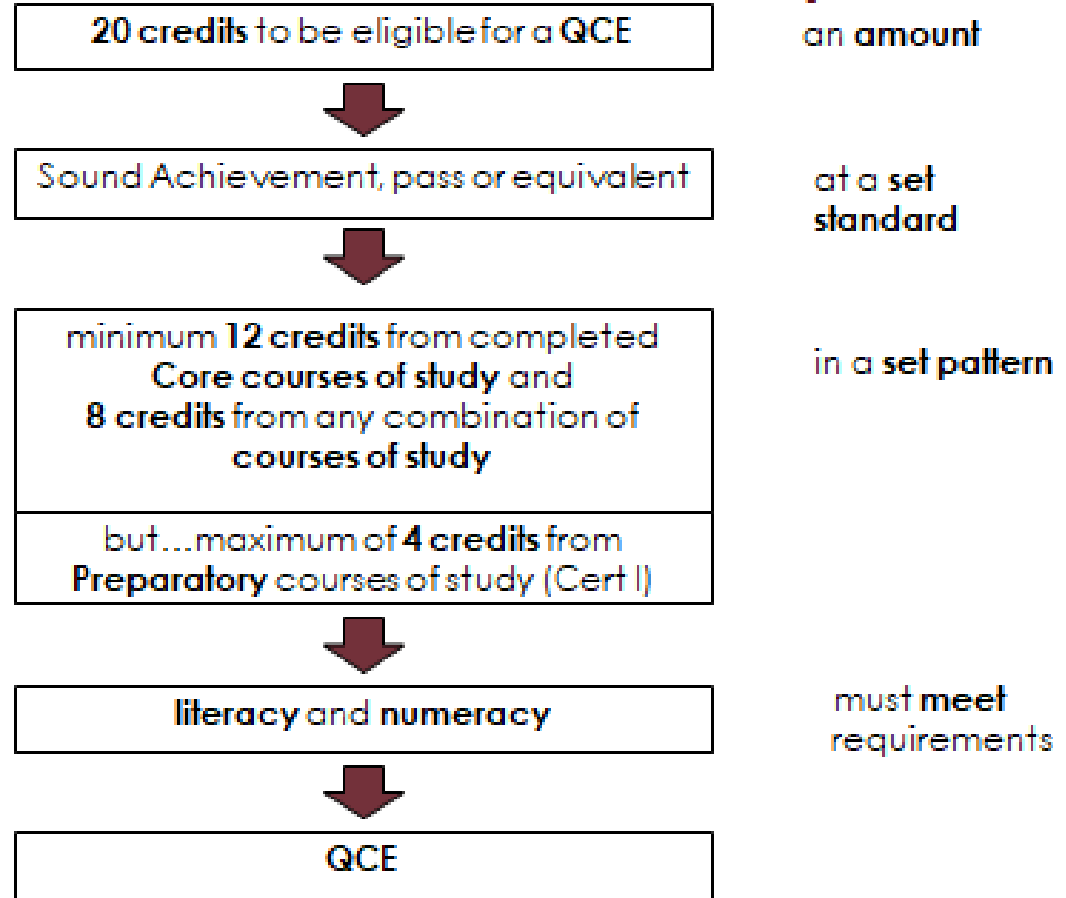 20 credits to be eligible for a QCE
an amount
Sound Achievement, pass or equivalent
at a set
standard
minimum 12 credits from completed
Core courses of study and
8 credits from any combination of
courses of study
in a set pattern
but...maximum of 4 credits from
Preparatory courses of study (Cert I)
literacy and numeracy
must meet
requirements
QCE